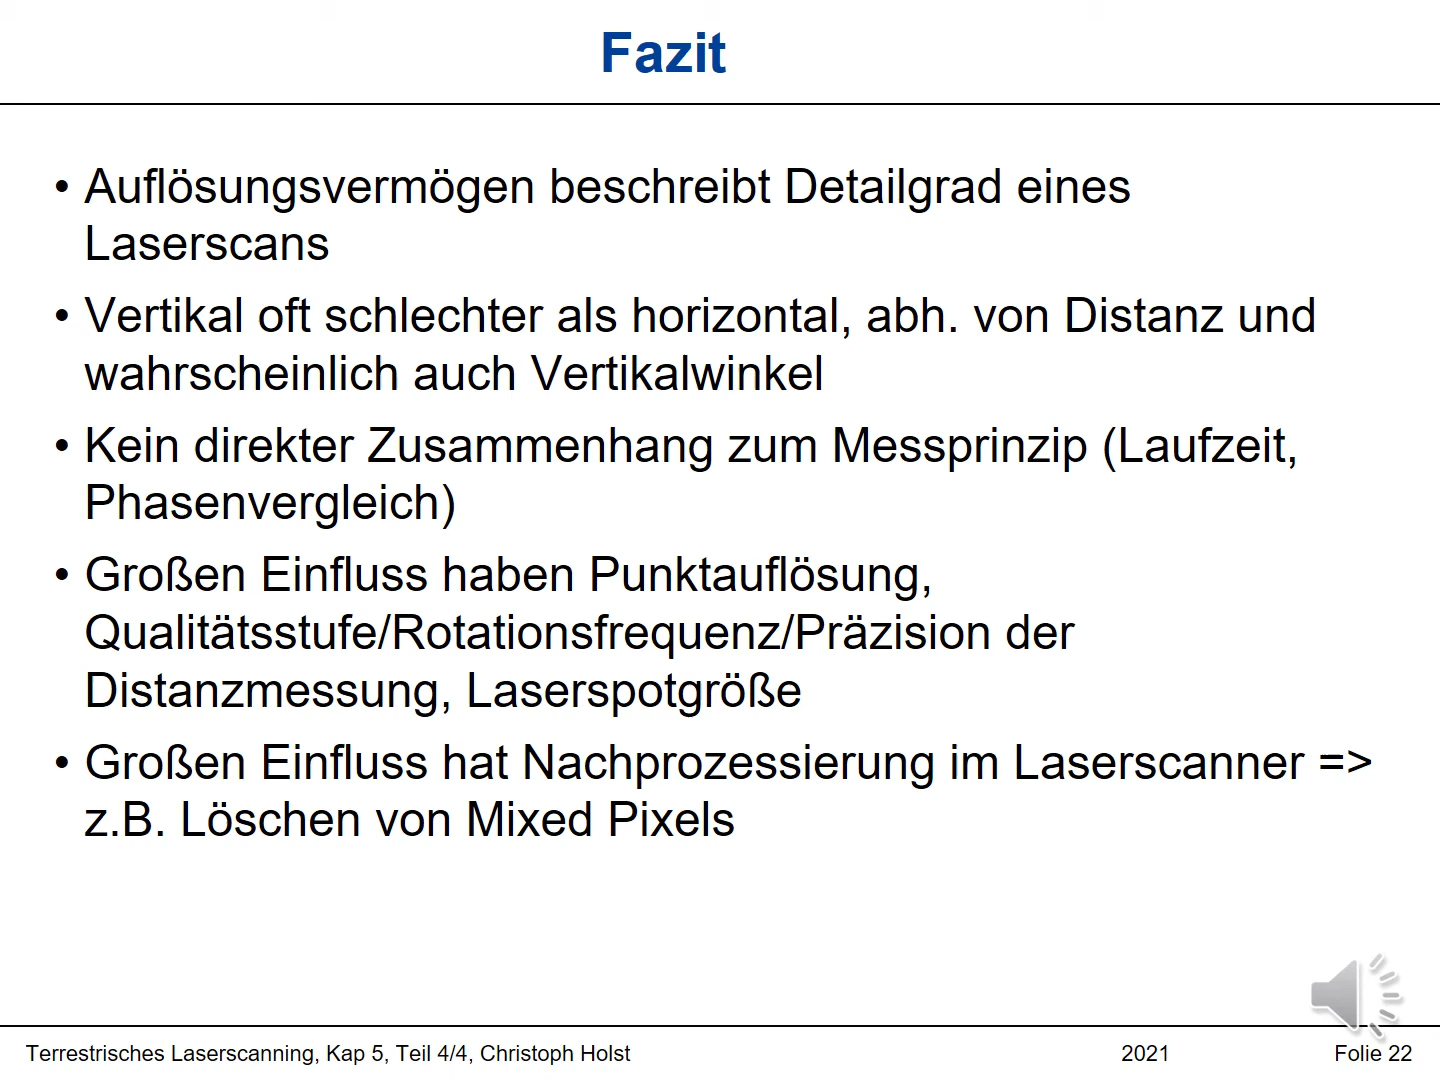 Fazit
• Auflösungsvermögen beschreibt Detailgrad eines
Laserscans
• Vertikal oft schlechter als horizontal, abh. von Distanz und
wahrscheinlich auch Vertikalwinkel
• Kein direkter Zusammenhang zum Messprinzip (Laufzeit,
Phasenvergleich)
• Großen Einfluss haben Punktauflösung,
Qualitätsstufe/Rotationsfrequenz/Präzision der
Distanzmessung, Laserspotgröße
• Großen Einfluss hat Nachprozessierung im Laserscanner =>
z.B. Löschen von Mixed Pixels
Terrestrisches Laserscanning, Kap 5, Teil 4/4, Christoph Holst
2021
Folie 22